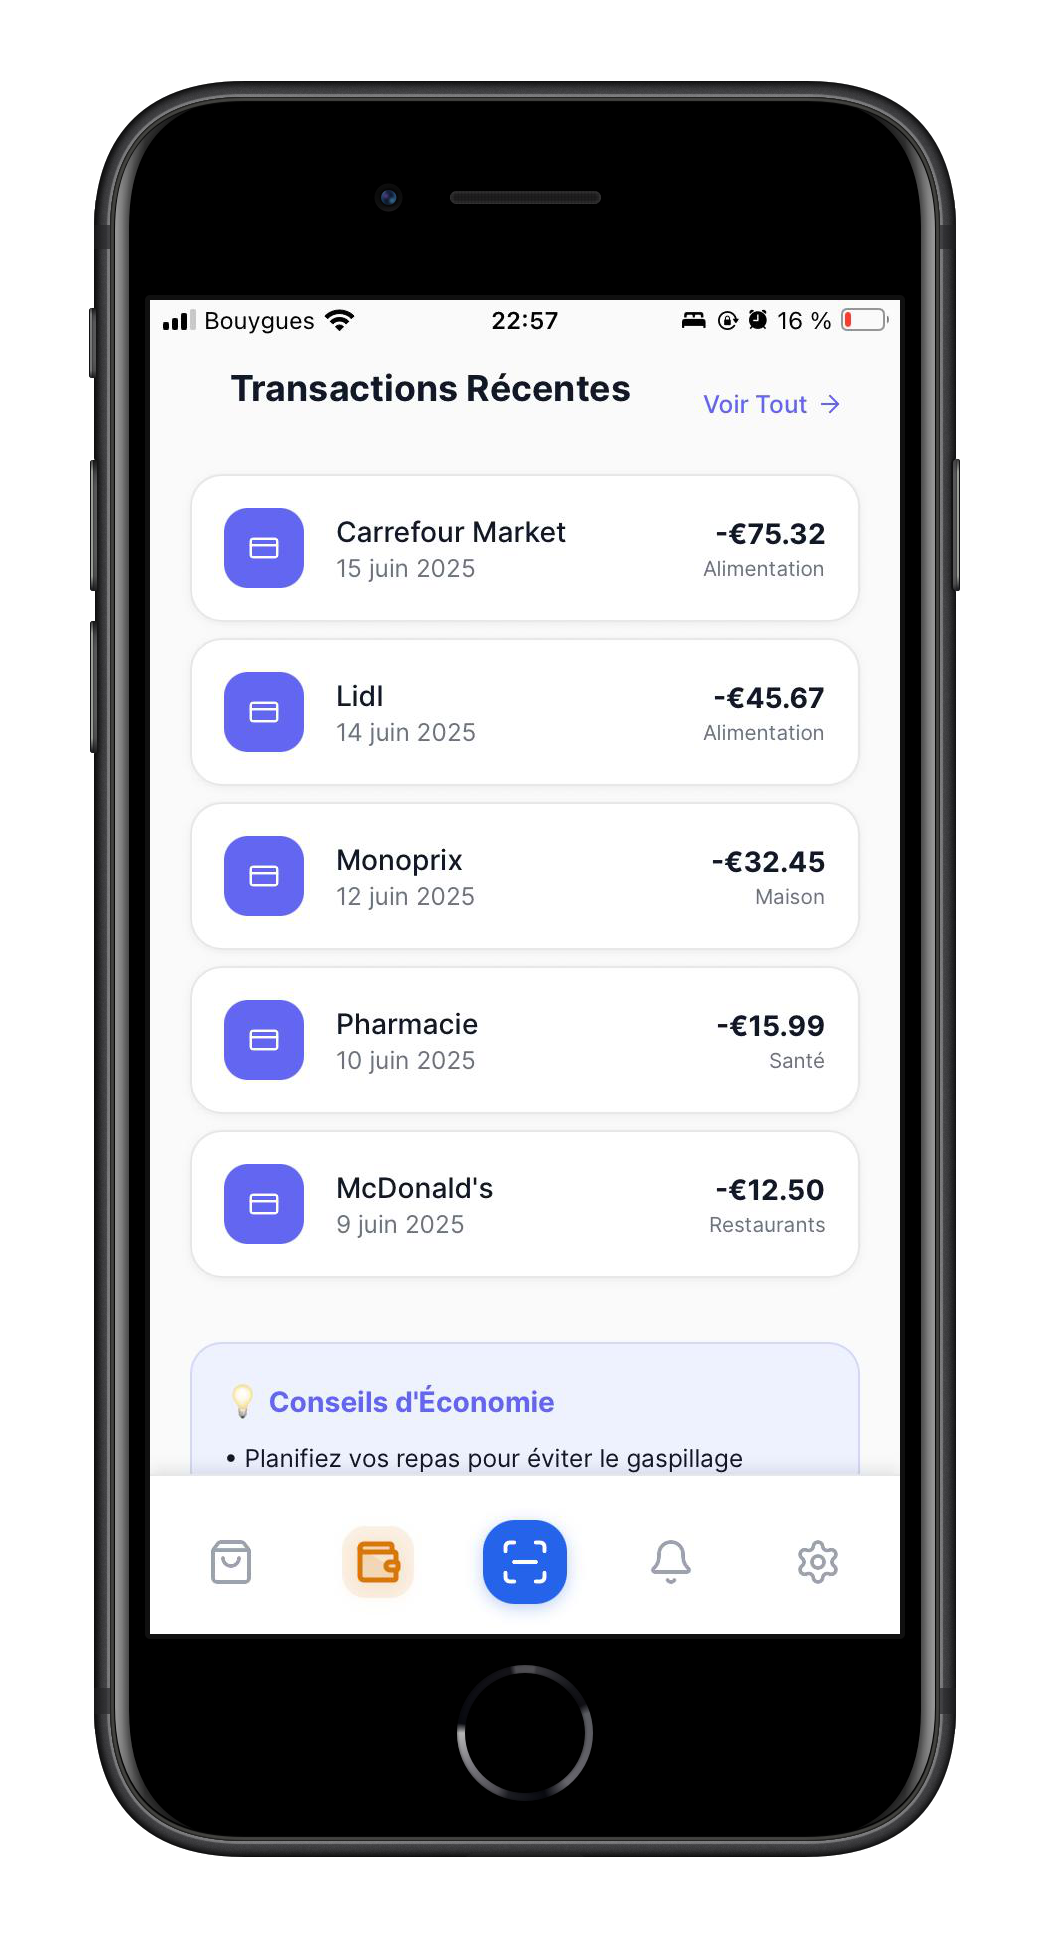 Bouygues 22:57 16 %
Transactions Récentes
Voir Tout →
Carrefour Market -€75.32
15 juin 2025 Alimentation
Lidl -€45.67
14 juin 2025 Alimentation
Monoprix -€32.45
12 juin 2025 Maison
Pharmacie -€15.99
10 juin 2025 Santé
McDonald's -€12.50
9 juin 2025 Restaurants
💡 Conseils d'Économie
• Planifiez vos repas pour éviter le gaspillage